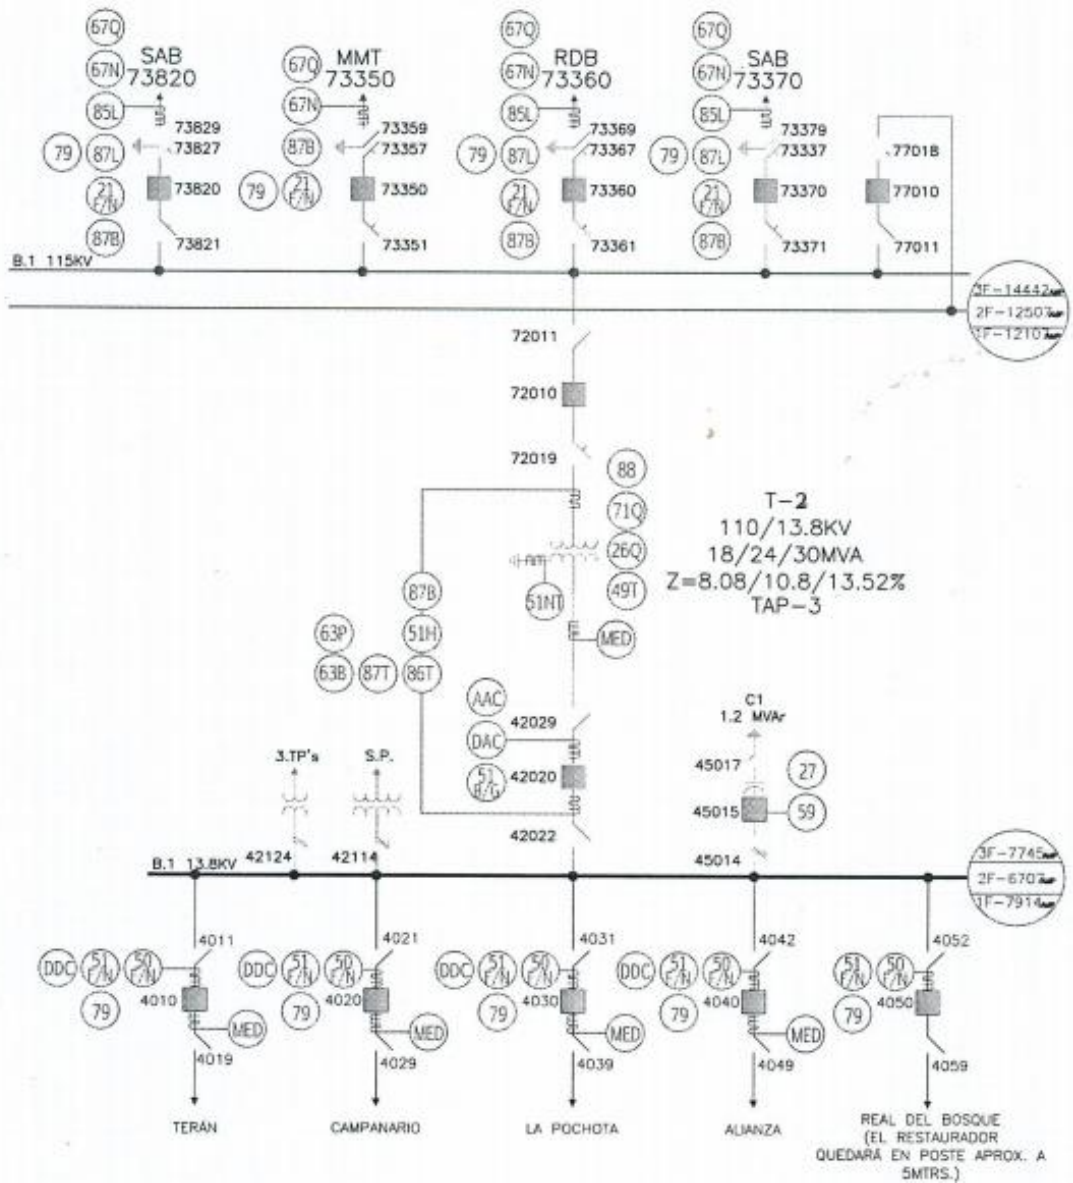 67Q
67N
85L
79
87L
21
F/N
87B
SAB
73820
73829
73827
73820
73821
67Q
67N
87B
79
21
F/N
MMT
73350
73359
73357
73350
73351
67Q
67N
85L
79
87L
21
F/N
87B
RDB
73360
73369
73367
73360
73361
67Q
67N
85L
79
87L
21
F/N
87B
SAB
73370
73379
73337
73370
73371
77018
77010
77011
B.1 115KV
3F-14442
2F-12507
1F-12107
72011
72010
72019
88
71Q
26Q
49T
51NT
MED
T-2
110/13.8KV
18/24/30MVA
Z=8.08/10.8/13.52%
TAP-3
87B
63P
51H
63B
87T
86T
AAC
DAC
51
42029
42020
42022
3.TP's
S.P.
42124
42114
C1
1.2 MVAr
45017
27
45015
59
45014
B.1 13.8KV
3F-7745
2F-6707
1F-7914
4011
DDC
51
F/N
50
F/N
79
4010
MED
4019
TERÁN
4021
DDC
51
F/N
50
F/N
79
4020
MED
4029
CAMPANARIO
4031
DDC
51
F/N
50
F/N
79
4030
MED
4039
LA POCHOTA
4042
DDC
51
F/N
50
F/N
79
4040
MED
4049
ALIANZA
4052
51
F/N
50
F/N
79
4050
4059
REAL DEL BOSQUE
(EL RESTAURADOR
QUEDARÁ EN POSTE APROX. A
5MTRS.)